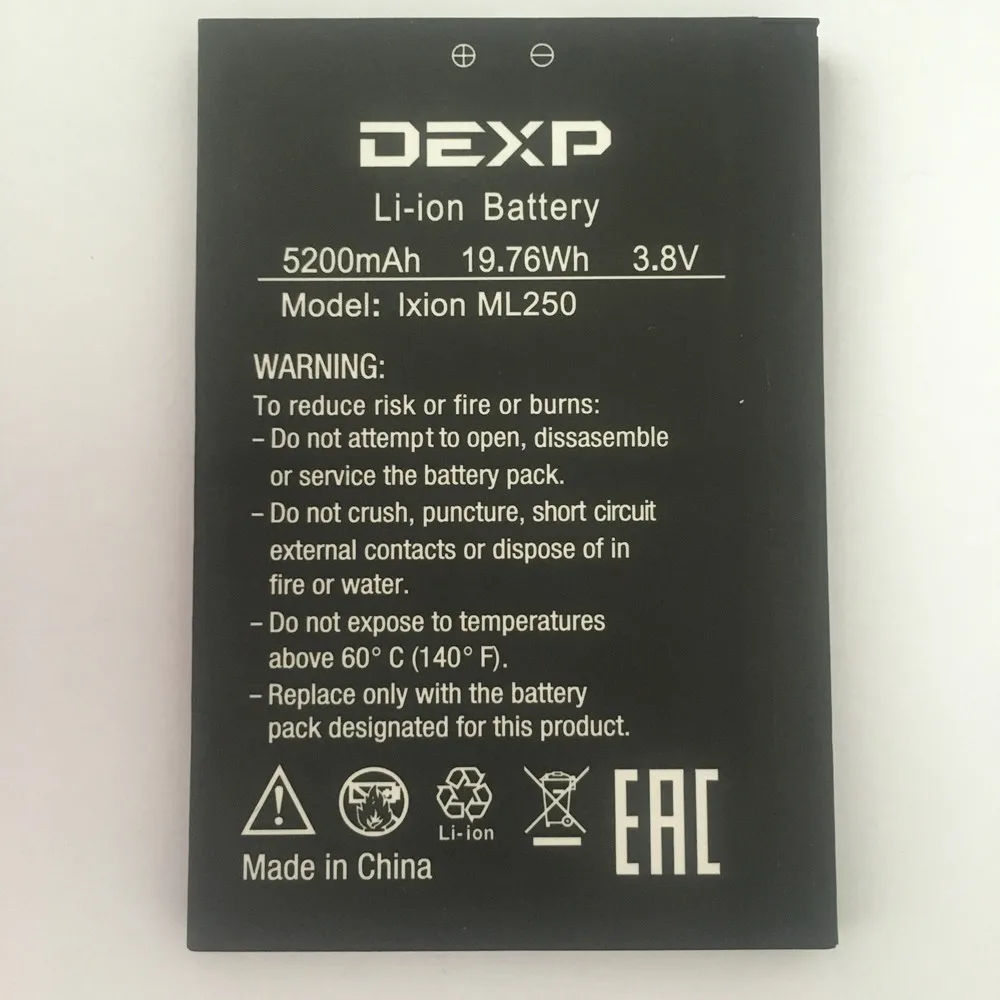 ⊕ ⊖
DEXP
Li-ion Battery
5200mAh 19.76Wh 3.8V
Model: Ixion ML250
WARNING:
To reduce risk or fire or burns:
– Do not attempt to open, dissasemble
or service the battery pack.
– Do not crush, puncture, short circuit
external contacts or dispose of in
fire or water.
– Do not expose to temperatures
above 60° C (140° F).
– Replace only with the battery
pack designated for this product.
Li-ion
EAC
Made in China